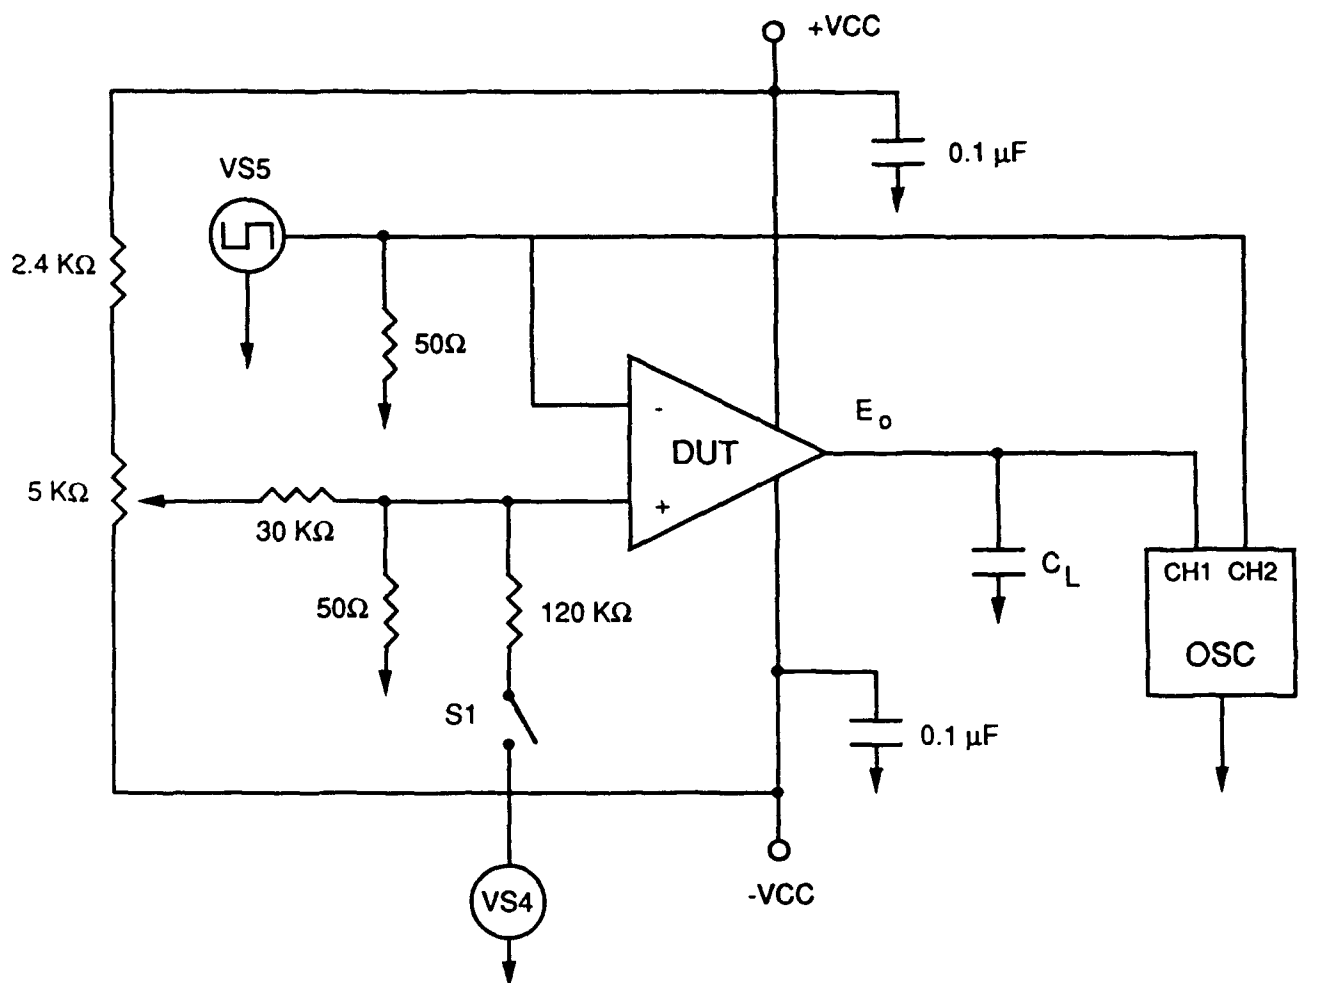 +VCC
0.1 µF
VS5
2.4 KΩ
50Ω
-
DUT
+
E o
5 KΩ
30 KΩ
50Ω
120 KΩ
C L
CH1 CH2
OSC
S1
0.1 µF
-VCC
VS4